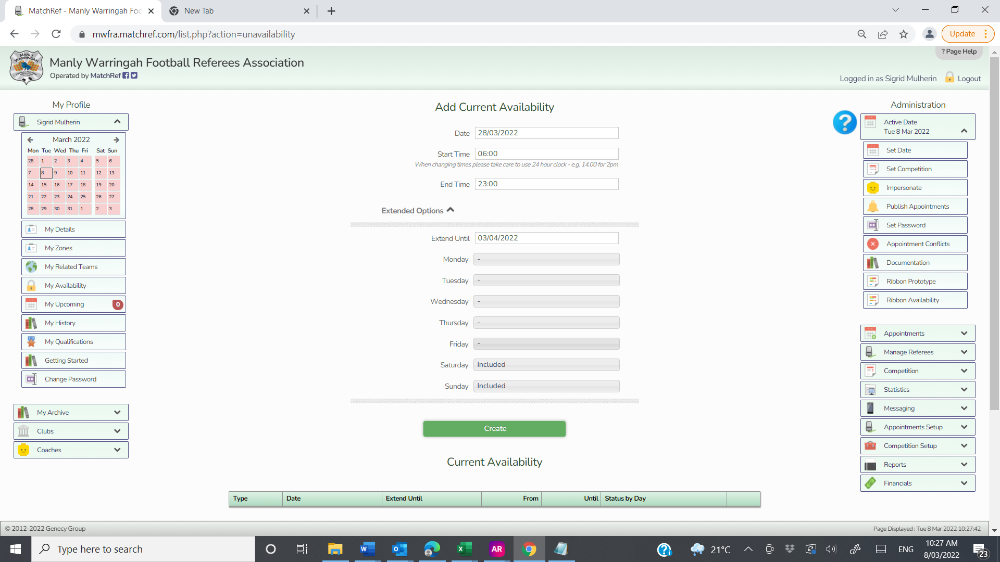 MatchRef - Manly Warringah Foo
New Tab
mwfra.matchref.com/list.php?action=unavailability
Update
? Page Help
MANLY
WARRINGAH
Manly Warringah Football Referees Association
Operated by MatchRef
Logged in as Sigrid Mulherin
Logout
My Profile
Sigrid Mulherin
March 2022
Mon Tue Wed Thu Fri Sat Sun
28 1 2 3 4 5 6
7 8 9 10 11 12 13
14 15 16 17 18 19 20
21 22 23 24 25 26 27
28 29 30 31 1 2 3
My Details
My Zones
My Related Teams
My Availability
My Upcoming 0
My History
My Qualifications
Getting Started
Change Password
My Archive
Clubs
Coaches
Add Current Availability
Date 28/03/2022
Start Time 06:00
When changing times please take care to use 24 hour clock - e.g. 14.00 for 2pm
End Time 23:00
Extended Options
Extend Until 03/04/2022
Monday -
Tuesday -
Wednesday -
Thursday -
Friday -
Saturday Included
Sunday Included
Create
Current Availability
Type Date Extend Until From Until Status by Day
Administration
Active Date
Tue 8 Mar 2022
Set Date
Set Competition
Impersonate
Publish Appointments
Set Password
Appointment Conflicts
Documentation
Ribbon Prototype
Ribbon Availability
Appointments
Manage Referees
Competition
Statistics
Messaging
Appointments Setup
Competition Setup
Reports
Financials
© 2012-2022 Genecy Group
Page Displayed : Tue 8 Mar 2022 10:27:42
Type here to search
AR
21°C
ENG
10:27 AM
8/03/2022
23